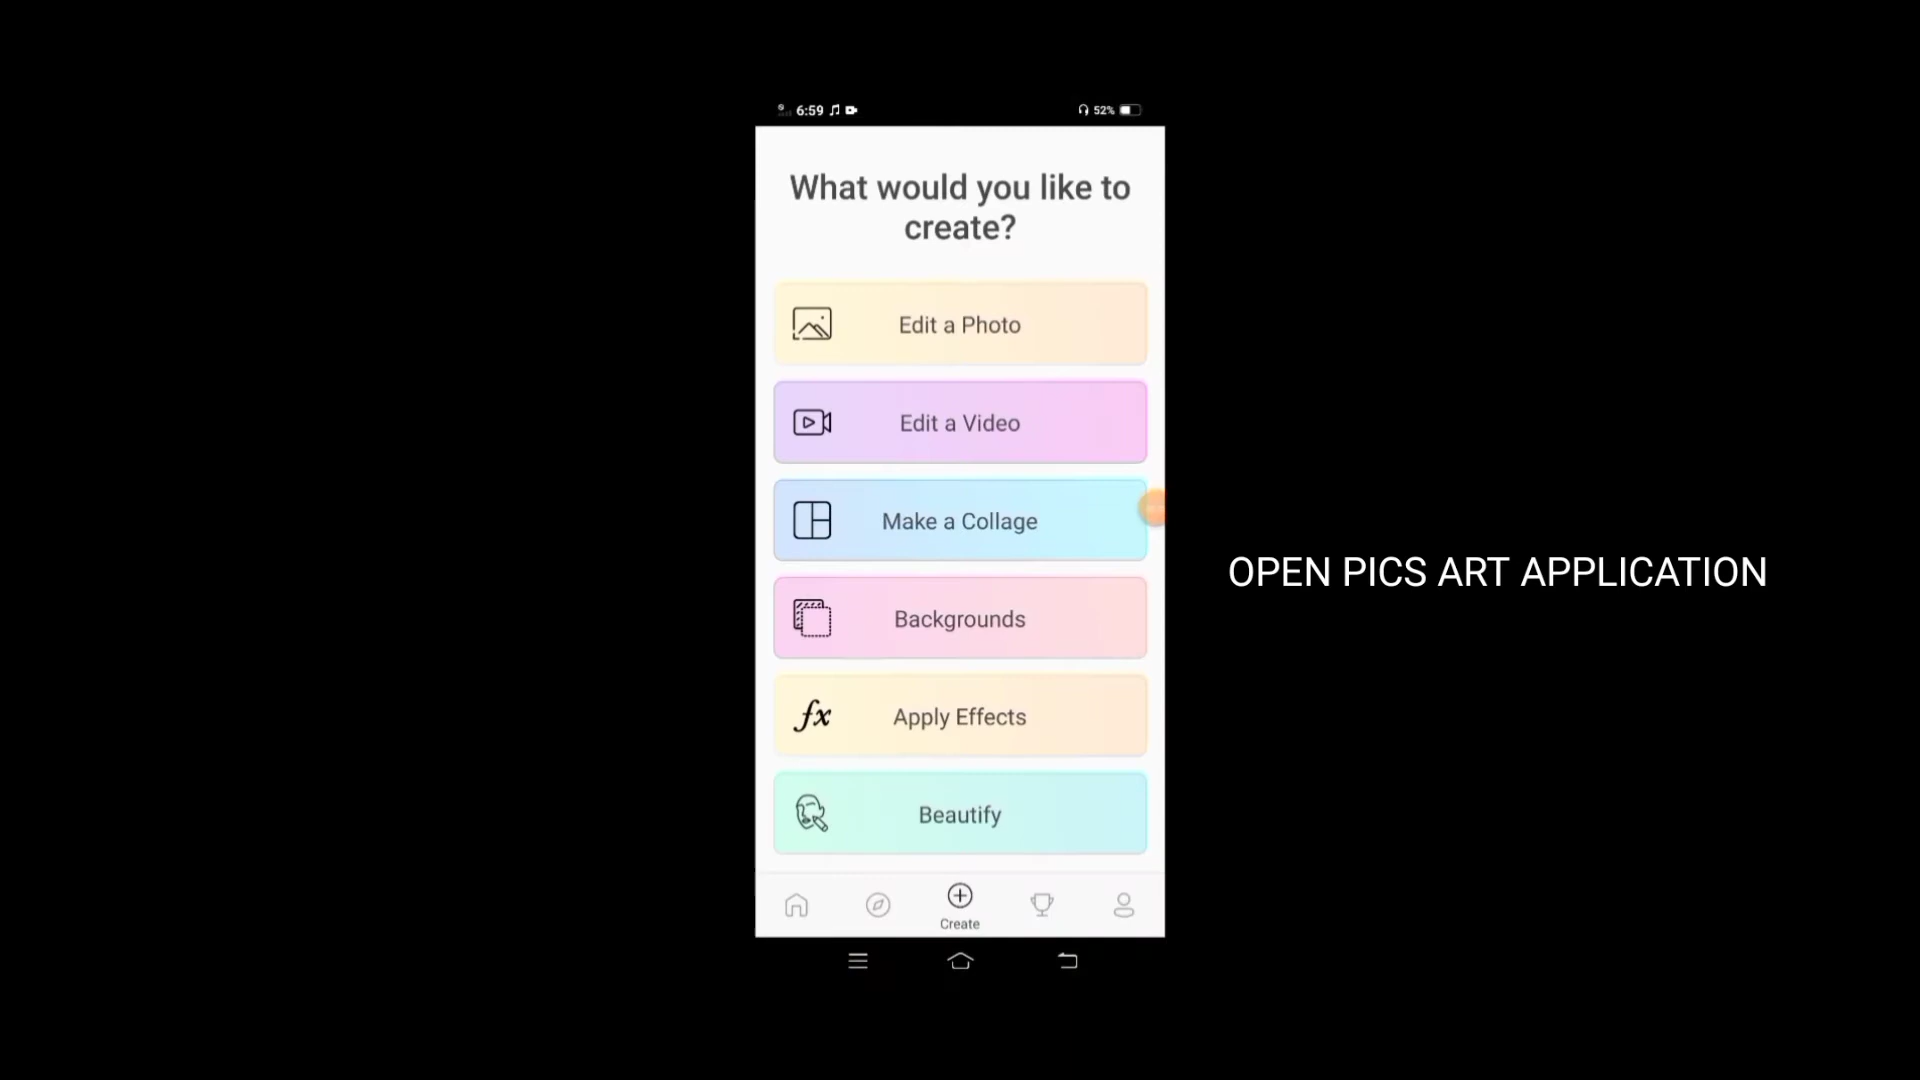 6:59
52%
What would you like to
create?
Edit a Photo
Edit a Video
Make a Collage
Backgrounds
fx
Apply Effects
Beautify
Create
OPEN PICS ART APPLICATION